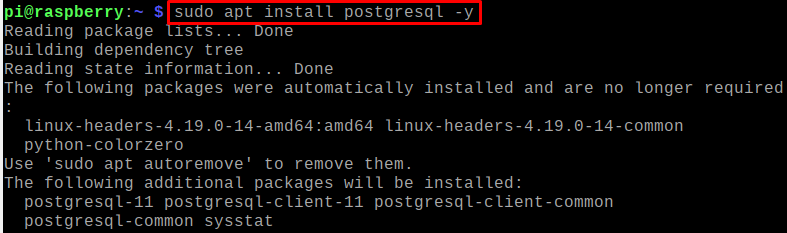 pi@raspberry:~ $ sudo apt install postgresql -y
Reading package lists... Done
Building dependency tree
Reading state information... Done
The following packages were automatically installed and are no longer required
:
  linux-headers-4.19.0-14-amd64:amd64 linux-headers-4.19.0-14-common
  python-colorzero
Use 'sudo apt autoremove' to remove them.
The following additional packages will be installed:
  postgresql-11 postgresql-client-11 postgresql-client-common
  postgresql-common sysstat